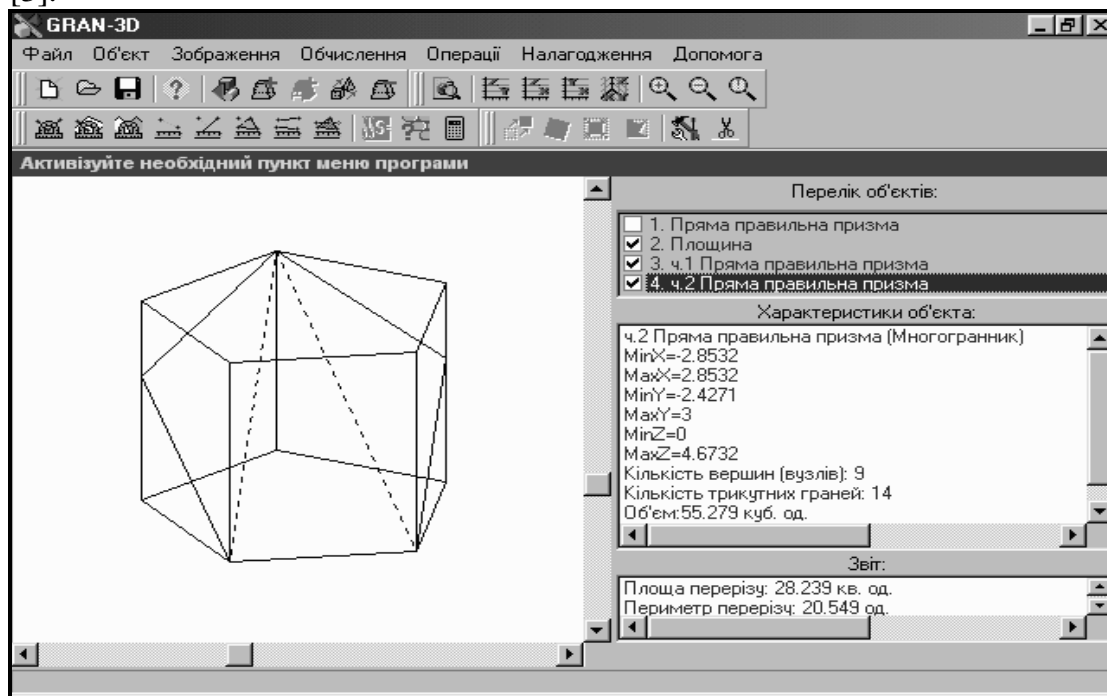 [5].
GRAN-3D
Файл Об'єкт Зображення Обчислення Операції Налагодження Допомога
Активізуйте необхідний пункт меню програми
Перелік об'єктів:
1. Пряма правильна призма
2. Площина
3. ч.1 Пряма правильна призма
4. ч.2 Пряма правильна призма
Характеристики об'єкта:
ч.2 Пряма правильна призма (Многогранник)
MinX=-2.8532
MaxX=2.8532
MinY=-2.4271
MaxY=3
MinZ=0
MaxZ=4.6732
Кількість вершин (вузлів): 9
Кількість трикутних граней: 14
Об'єм:55.279 куб. од.
Звіт:
Площа перерізу: 28.239 кв. од.
Периметр перерізу: 20.549 од.